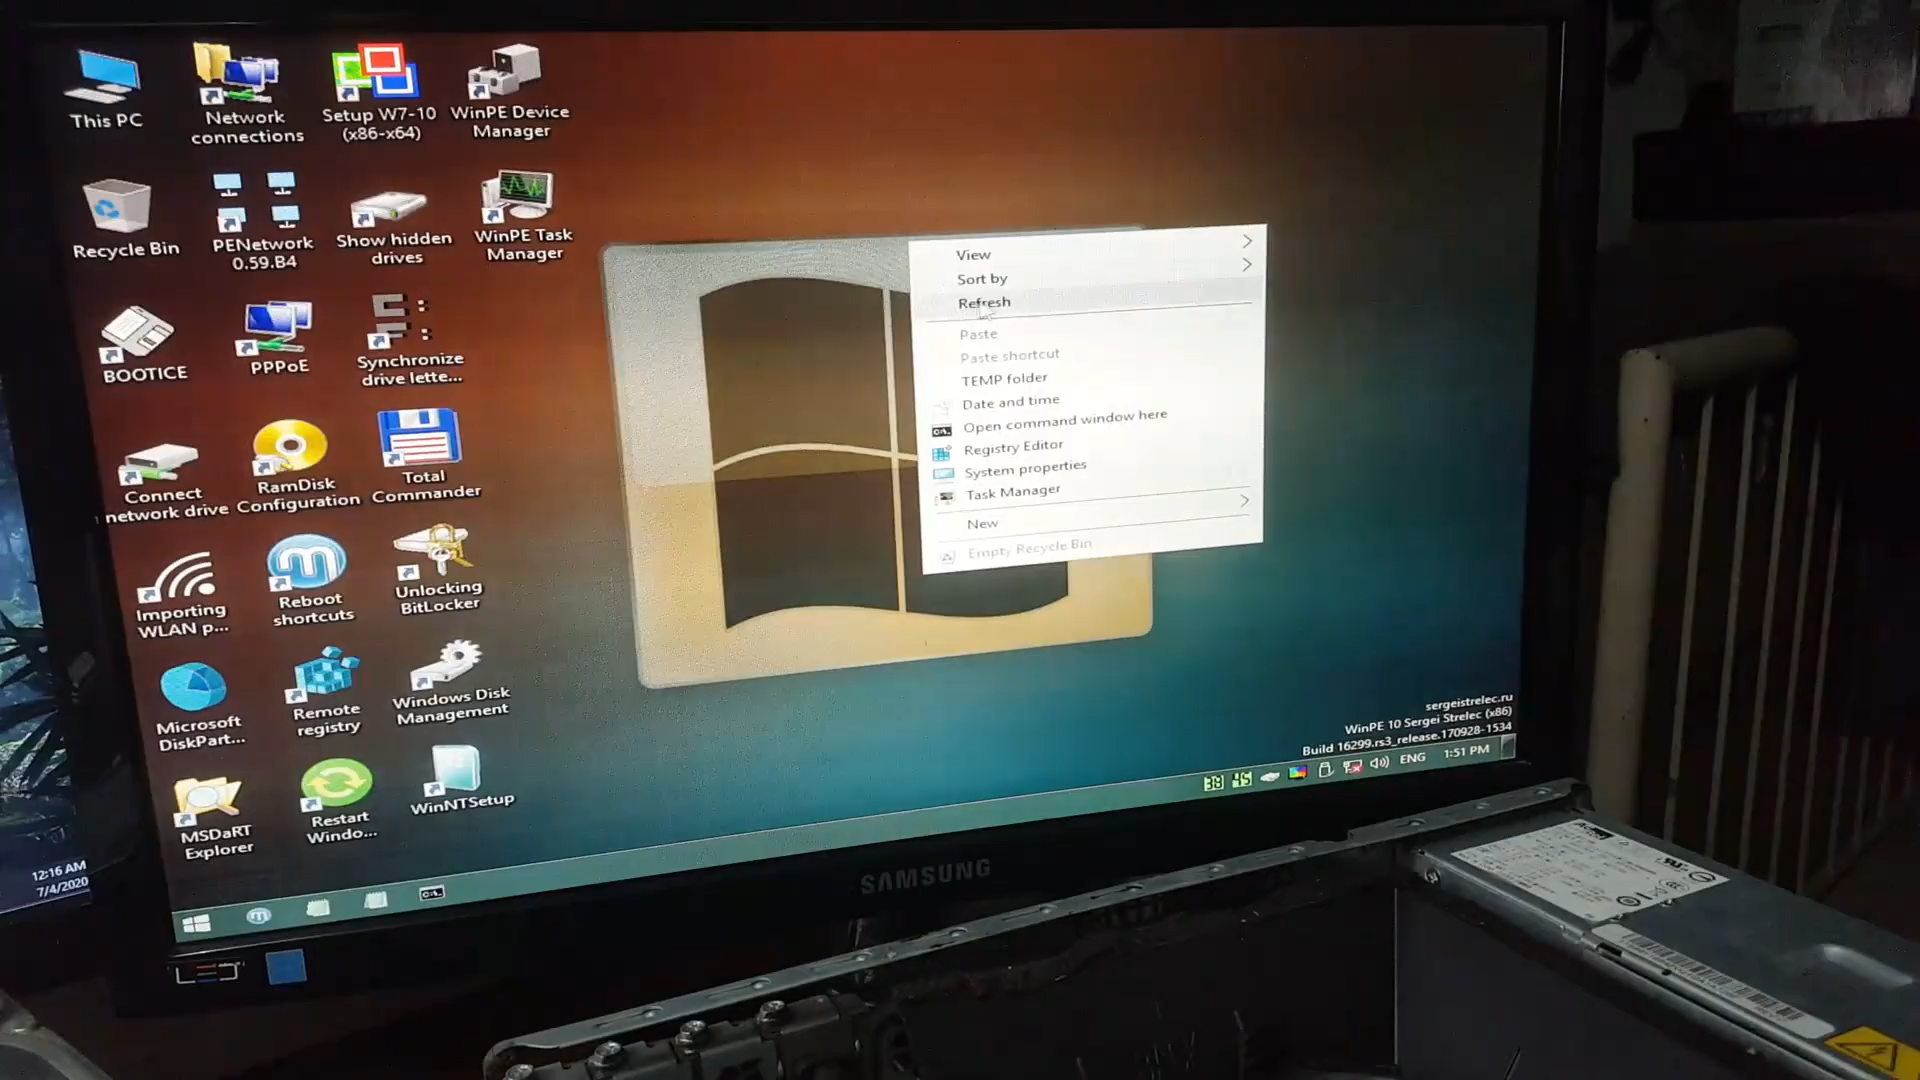 This PC
Network
connections
Setup W7-10
(x86-x64)
WinPE Device
Manager
Recycle Bin
PENetwork
0.59.B4
Show hidden
drives
WinPE Task
Manager
BOOTICE
PPPoE
Synchronize
drive lette...
Connect
network drive
RamDisk
Configuration
Total
Commander
Importing
WLAN p...
Reboot
shortcuts
Unlocking
BitLocker
Microsoft
DiskPart...
Remote
registry
Windows Disk
Management
MSDaRT
Explorer
Restart
Windo...
WinNTSetup
View
Sort by
Refresh
Paste
Paste shortcut
TEMP folder
Date and time
Open command window here
Registry Editor
System properties
Task Manager
New
Empty Recycle Bin
sergeistrelec.ru
WinPE 10 Sergei Strelec (x86)
Build 16299.rs3_release.170928-1534
38 45 ENG 1:51 PM
12:16 AM
7/4/2020
SAMSUNG
LED